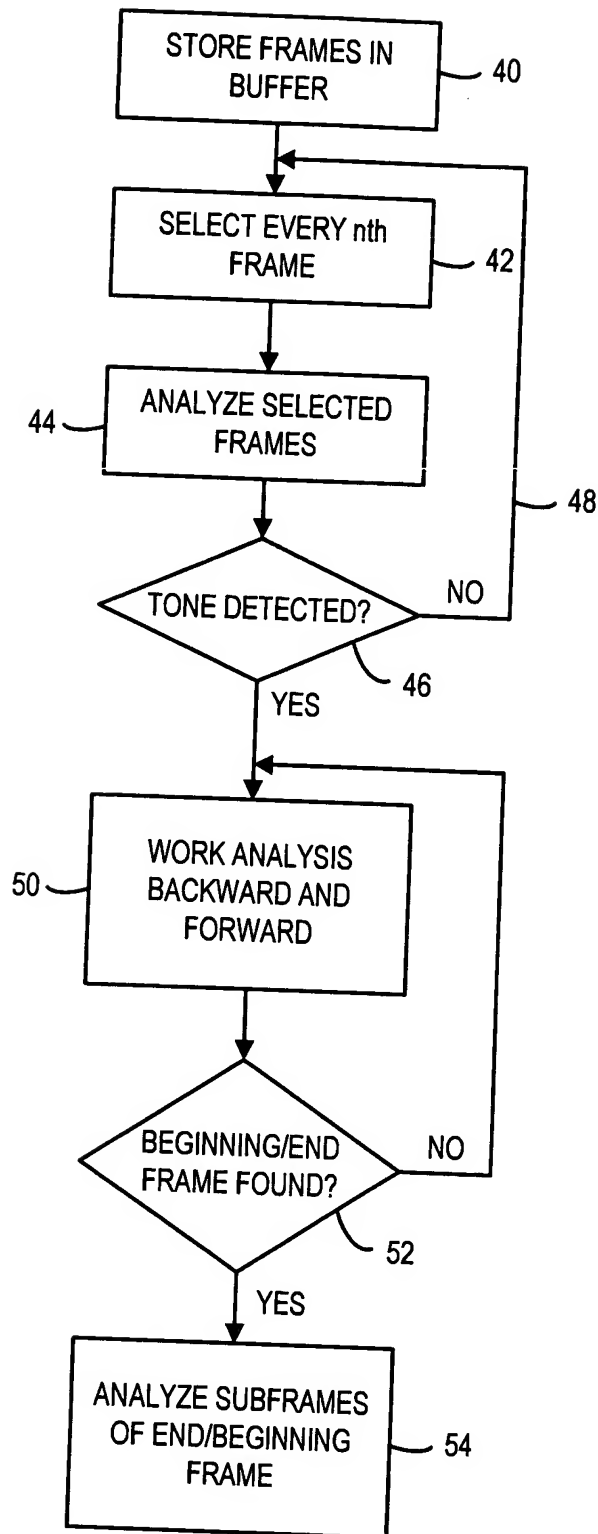 STORE FRAMES IN
BUFFER
40
SELECT EVERY nth
FRAME
42
ANALYZE SELECTED
FRAMES
44
48
TONE DETECTED?
NO
46
YES
WORK ANALYSIS
BACKWARD AND
FORWARD
50
BEGINNING/END
FRAME FOUND?
NO
52
YES
ANALYZE SUBFRAMES
OF END/BEGINNING
FRAME
54